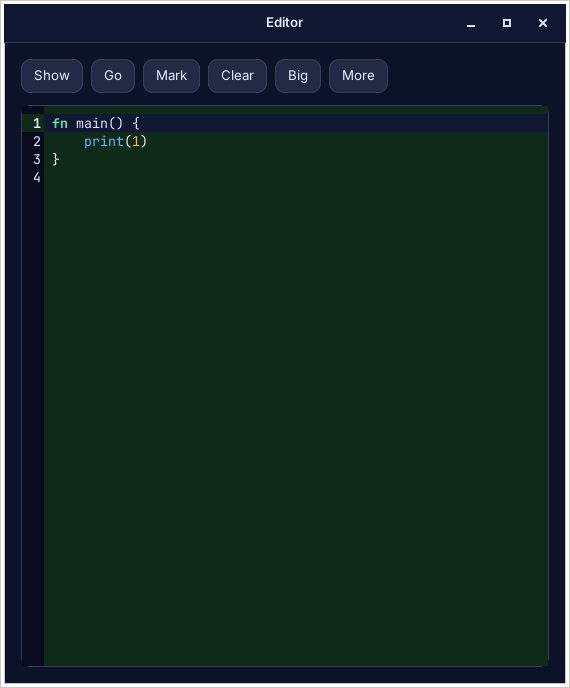 Editor
Show Go Mark Clear Big More
1 fn main() {
2     print(1)
3 }
4